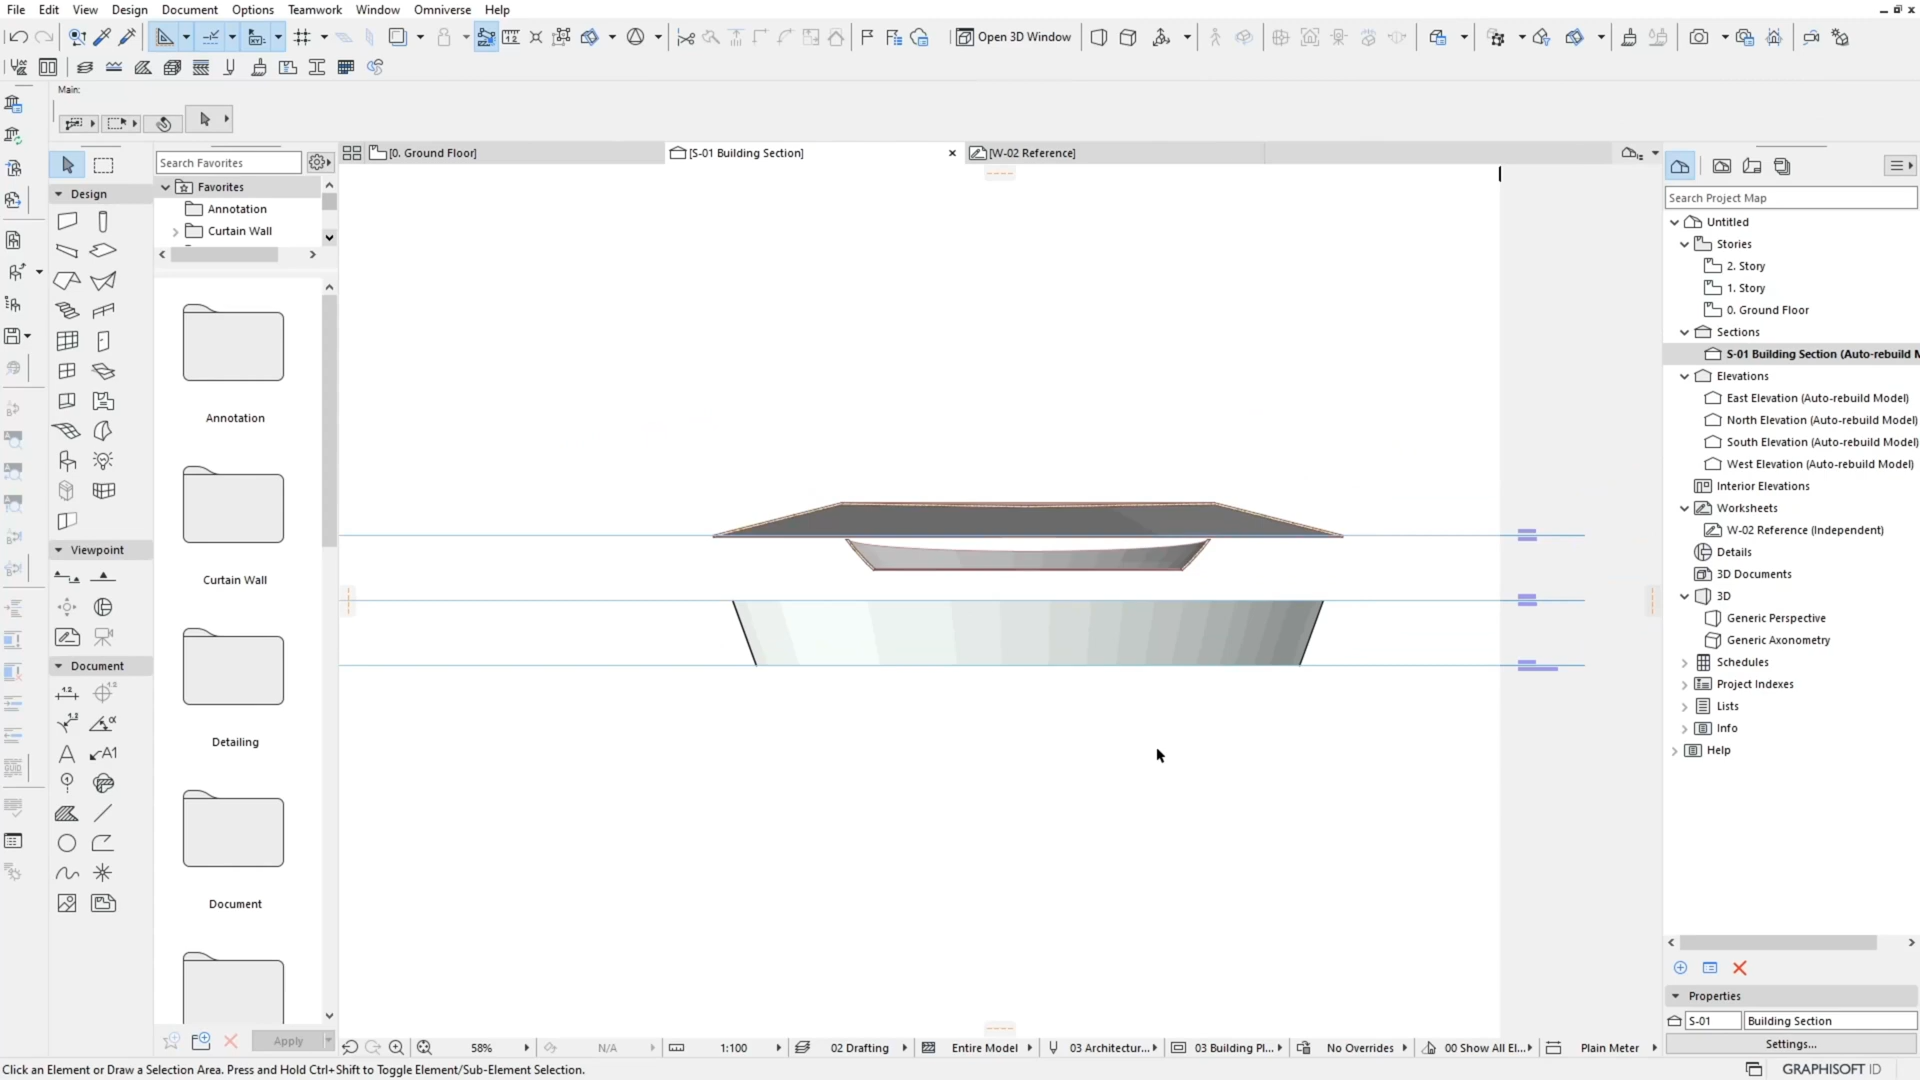 File Edit View Design Document Options Teamwork Window Omniverse Help
Open 3D Window
Main:
[0. Ground Floor]
[S-01 Building Section]
[W-02 Reference]
Search Favorites
Design
Favorites
Annotation
Curtain Wall
Annotation
Curtain Wall
Detailing
Document
Viewpoint
Document
Apply
Search Project Map
Untitled
Stories
2. Story
1. Story
0. Ground Floor
Sections
S-01 Building Section (Auto-rebuild M
Elevations
East Elevation (Auto-rebuild Model)
North Elevation (Auto-rebuild Model)
South Elevation (Auto-rebuild Model)
West Elevation (Auto-rebuild Model)
Interior Elevations
Worksheets
W-02 Reference (Independent)
Details
3D Documents
3D
Generic Perspective
Generic Axonometry
Schedules
Project Indexes
Lists
Info
Help
Properties
S-01 Building Section
Settings...
58% N/A 1:100 02 Drafting Entire Model 03 Architectur... 03 Building Pl... No Overrides 00 Show All El... Plain Meter
Click an Element or Draw a Selection Area. Press and Hold Ctrl+Shift to Toggle Element/Sub-Element Selection.
GRAPHISOFT ID